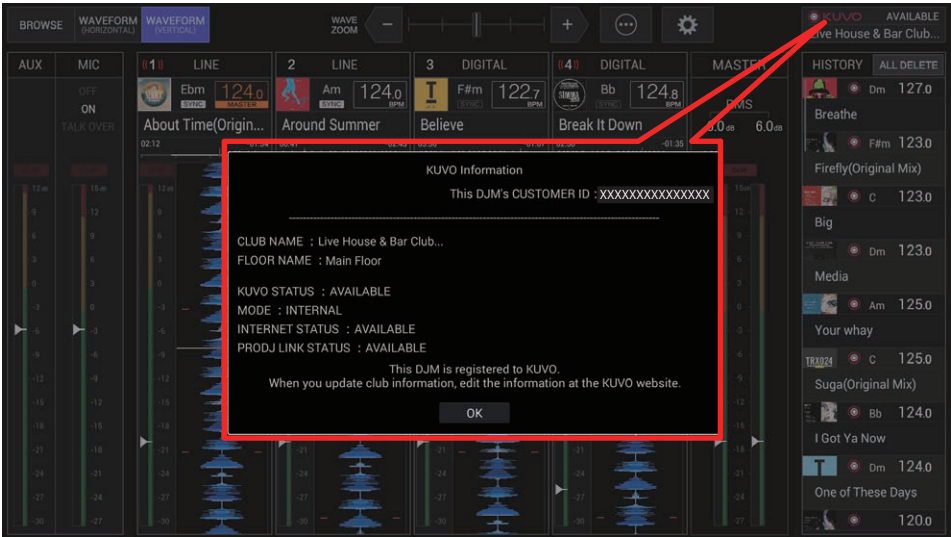 BROWSE
WAVEFORM
(HORIZONTAL)
WAVEFORM
(VERTICAL)
WAVE
ZOOM
−
+
KUVO AVAILABLE
Live House & Bar Club...
AUX
MIC
OFF
ON
TALK OVER
1 LINE
Ebm 124.0
SYNC MASTER
About Time(Origin...
02:12
2 LINE
Am 124.0
SYNC BPM
Around Summer
3 DIGITAL
F#m 122.7
SYNC BPM
Believe
4 DIGITAL
Bb 124.8
SYNC BPM
Break It Down
-01:35
MASTER
6.0 dB
HISTORY
ALL DELETE
Dm 127.0
Breathe
F#m 123.0
Firefly(Original Mix)
C 123.0
Big
Dm 123.0
Media
Am 125.0
Your whay
TRX024 C 125.0
Suga(Original Mix)
Bb 124.0
I Got Ya Now
Dm 124.0
One of These Days
120.0
KUVO Information
This DJM's CUSTOMER ID : XXXXXXXXXXXXXXXX
CLUB NAME : Live House & Bar Club...
FLOOR NAME : Main Floor
KUVO STATUS : AVAILABLE
MODE : INTERNAL
INTERNET STATUS : AVAILABLE
PRODJ LINK STATUS : AVAILABLE
This DJM is registered to KUVO.
When you update club information, edit the information at the KUVO website.
OK